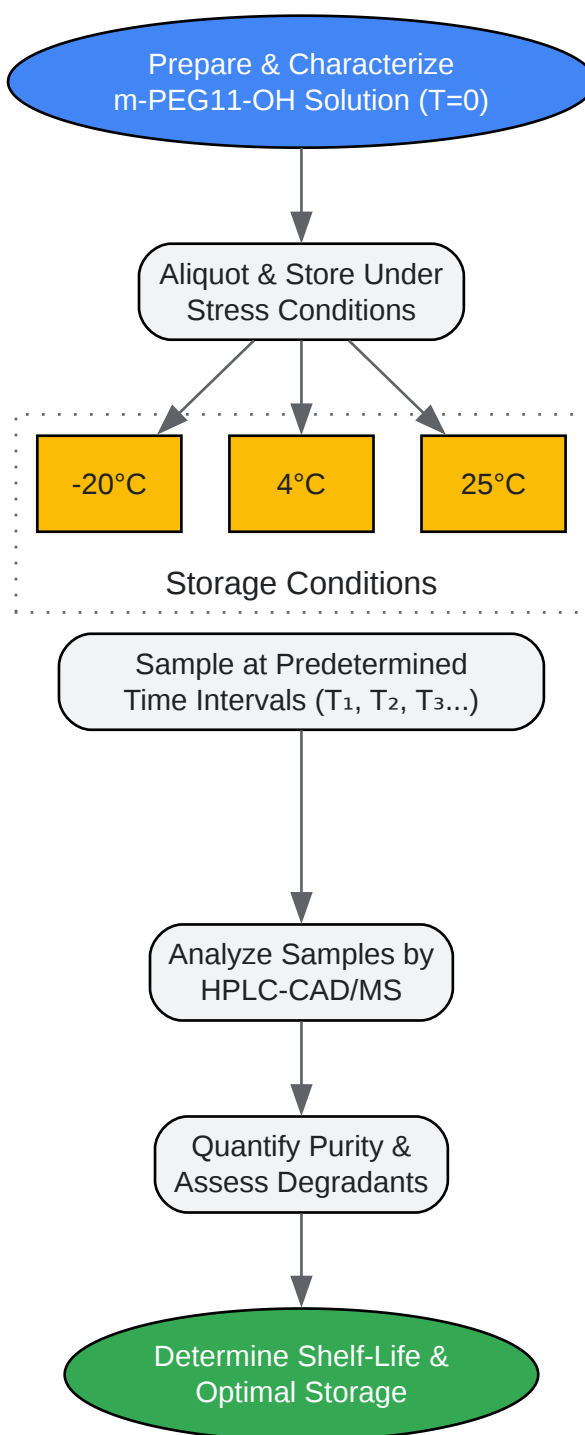 Prepare & Characterize
m-PEG11-OH Solution (T=0)
Aliquot & Store Under
Stress Conditions
-20°C
4°C
25°C
Storage Conditions
Sample at Predetermined
Time Intervals (T₁, T₂, T₃...)
Analyze Samples by
HPLC-CAD/MS
Quantify Purity &
Assess Degradants
Determine Shelf-Life &
Optimal Storage